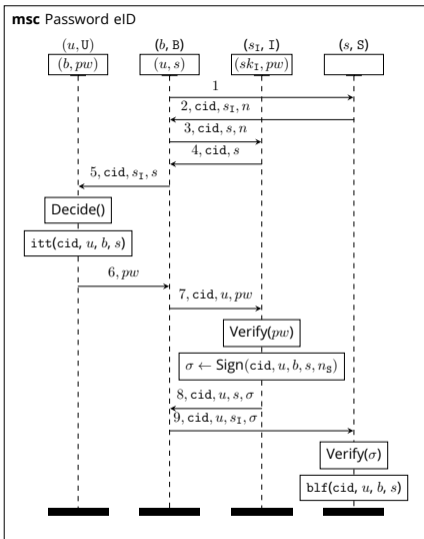 msc Password eID
(u, U) (b, B) (s_I, I) (s, S)
(b, pw) (u, s) (sk_I, pw)
1
2, cid, s_I, n
3, cid, s, n
4, cid, s
5, cid, s_I, s
Decide()
itt(cid, u, b, s)
6, pw
7, cid, u, pw
Verify(pw)
σ ← Sign(cid, u, b, s, n_S)
8, cid, u, s, σ
9, cid, u, s_I, σ
Verify(σ)
blf(cid, u, b, s)